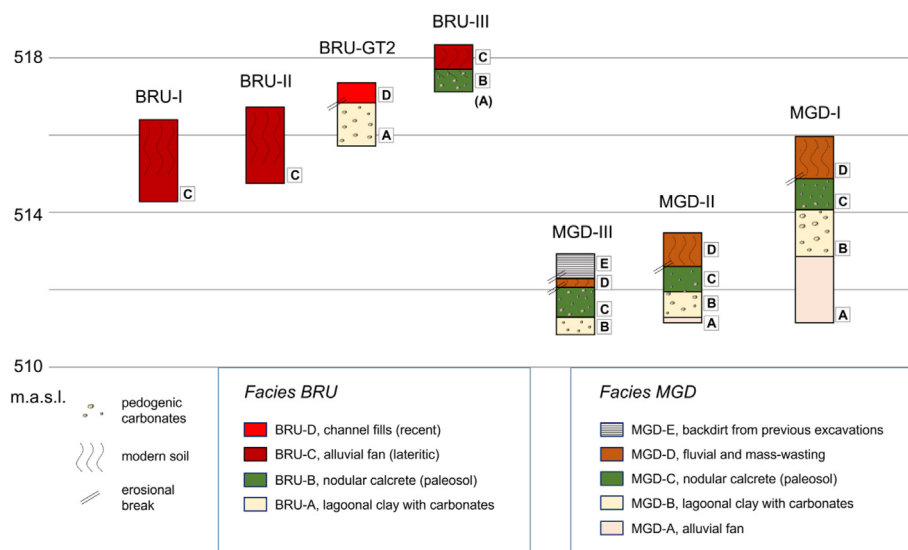 BRU-III
518
BRU-GT2
C
BRU-II
B
BRU-I
D
(A)
MGD-I
A
C
C
D
514
MGD-II
C
MGD-III
D
B
E
C
D
B
C
A
B
A
510
m.a.s.l.
pedogenic
carbonates
modern soil
erosional
break
Facies BRU
BRU-D, channel fills (recent)
BRU-C, alluvial fan (lateritic)
BRU-B, nodular calcrete (paleosol)
BRU-A, lagoonal clay with carbonates
Facies MGD
MGD-E, backdirt from previous excavations
MGD-D, fluvial and mass-wasting
MGD-C, nodular calcrete (paleosol)
MGD-B, lagoonal clay with carbonates
MGD-A, alluvial fan